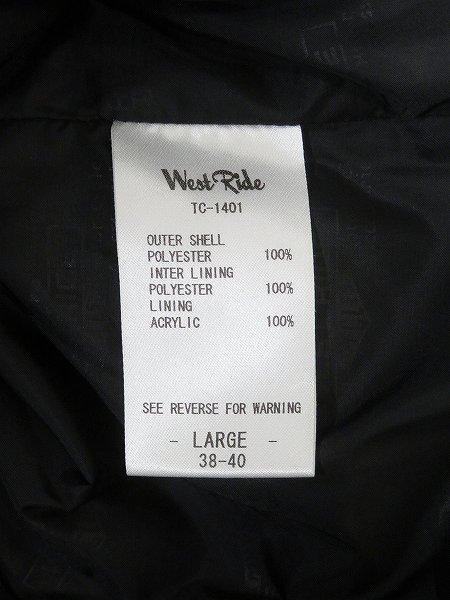 West Ride
TC-1401
OUTER SHELL
POLYESTER 100%
INTER LINING
POLYESTER 100%
LINING
ACRYLIC 100%
SEE REVERSE FOR WARNING
- LARGE -
38-40